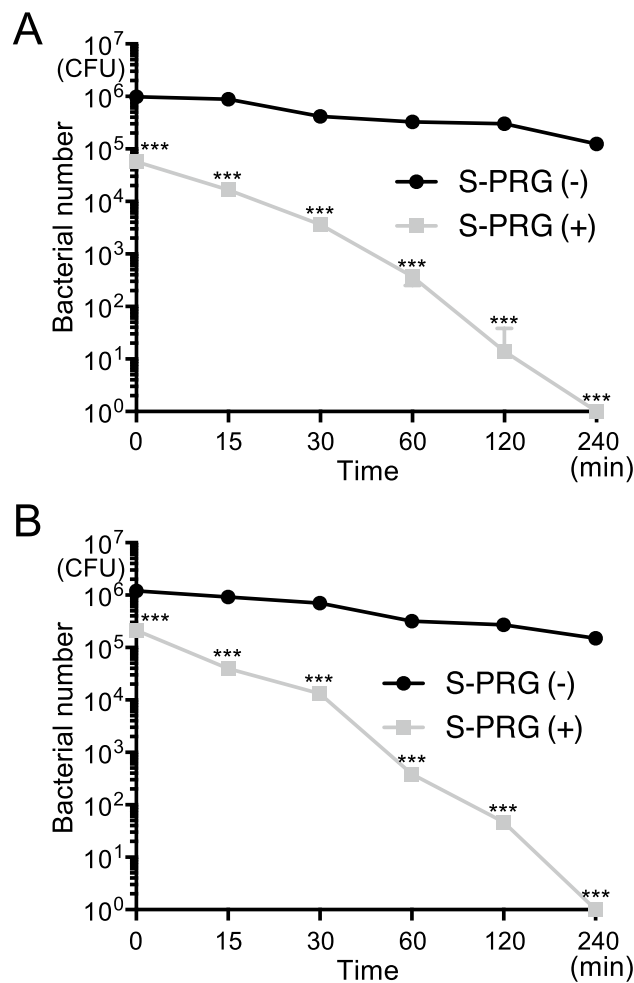 A
10⁷
(CFU)
10⁶
10⁵
10⁴
10³
10²
10¹
10⁰
Bacterial number
***
***
***
***
***
***
S-PRG (-)
S-PRG (+)
0 15 30 60 120 240
Time (min)
B
10⁷
(CFU)
10⁶
10⁵
10⁴
10³
10²
10¹
10⁰
Bacterial number
***
***
***
***
***
***
S-PRG (-)
S-PRG (+)
0 15 30 60 120 240
Time (min)